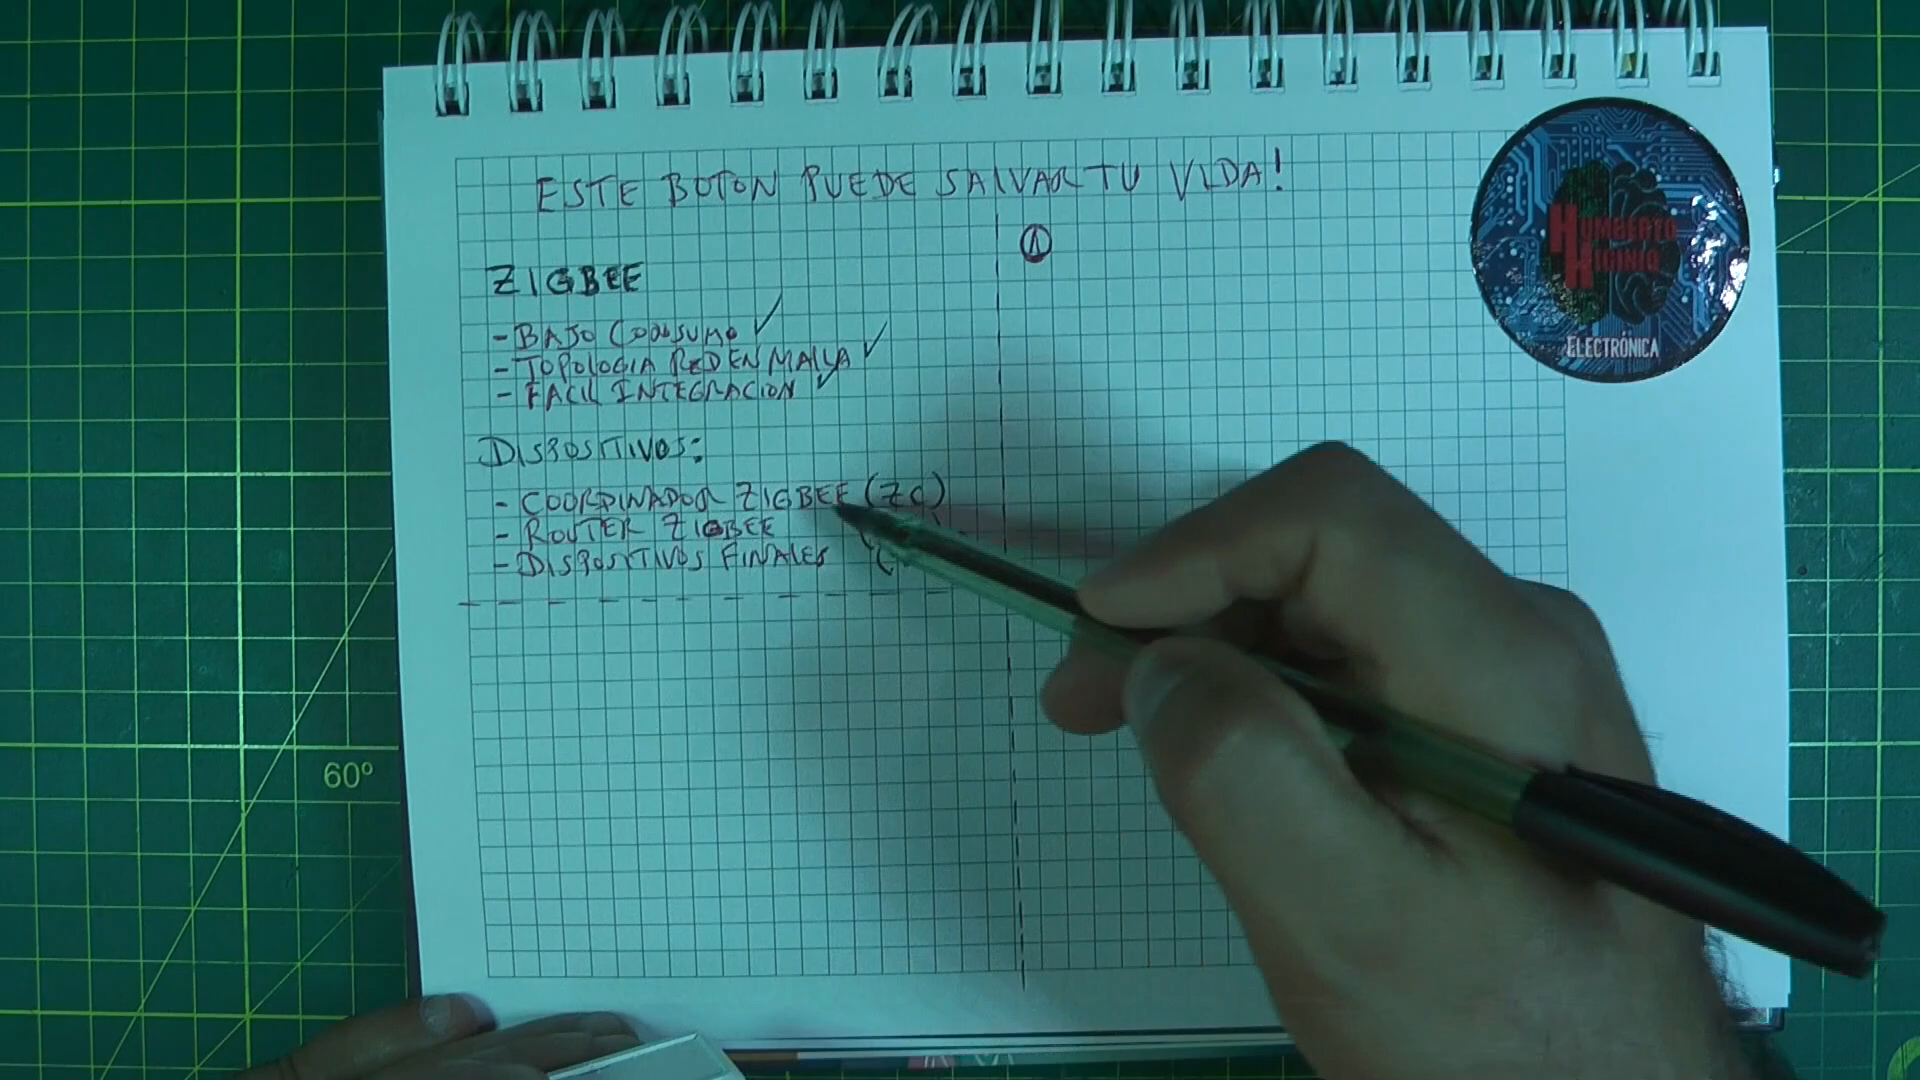 ESTE BOTON PUEDE SALVAR TU VIDA!
1
ZIGBEE
- BAJO CONSUMO ✓
- TOPOLOGIA RED EN MALLA ✓
- FACIL INTEGRACION ✓
DISPOSITIVOS:
- COORDINADOR ZIGBEE (ZC)
- ROUTER ZIGBEE
- DISPOSITIVOS FINALES (
HUMBERTO
HIGINIO
ELECTRÓNICA
60º